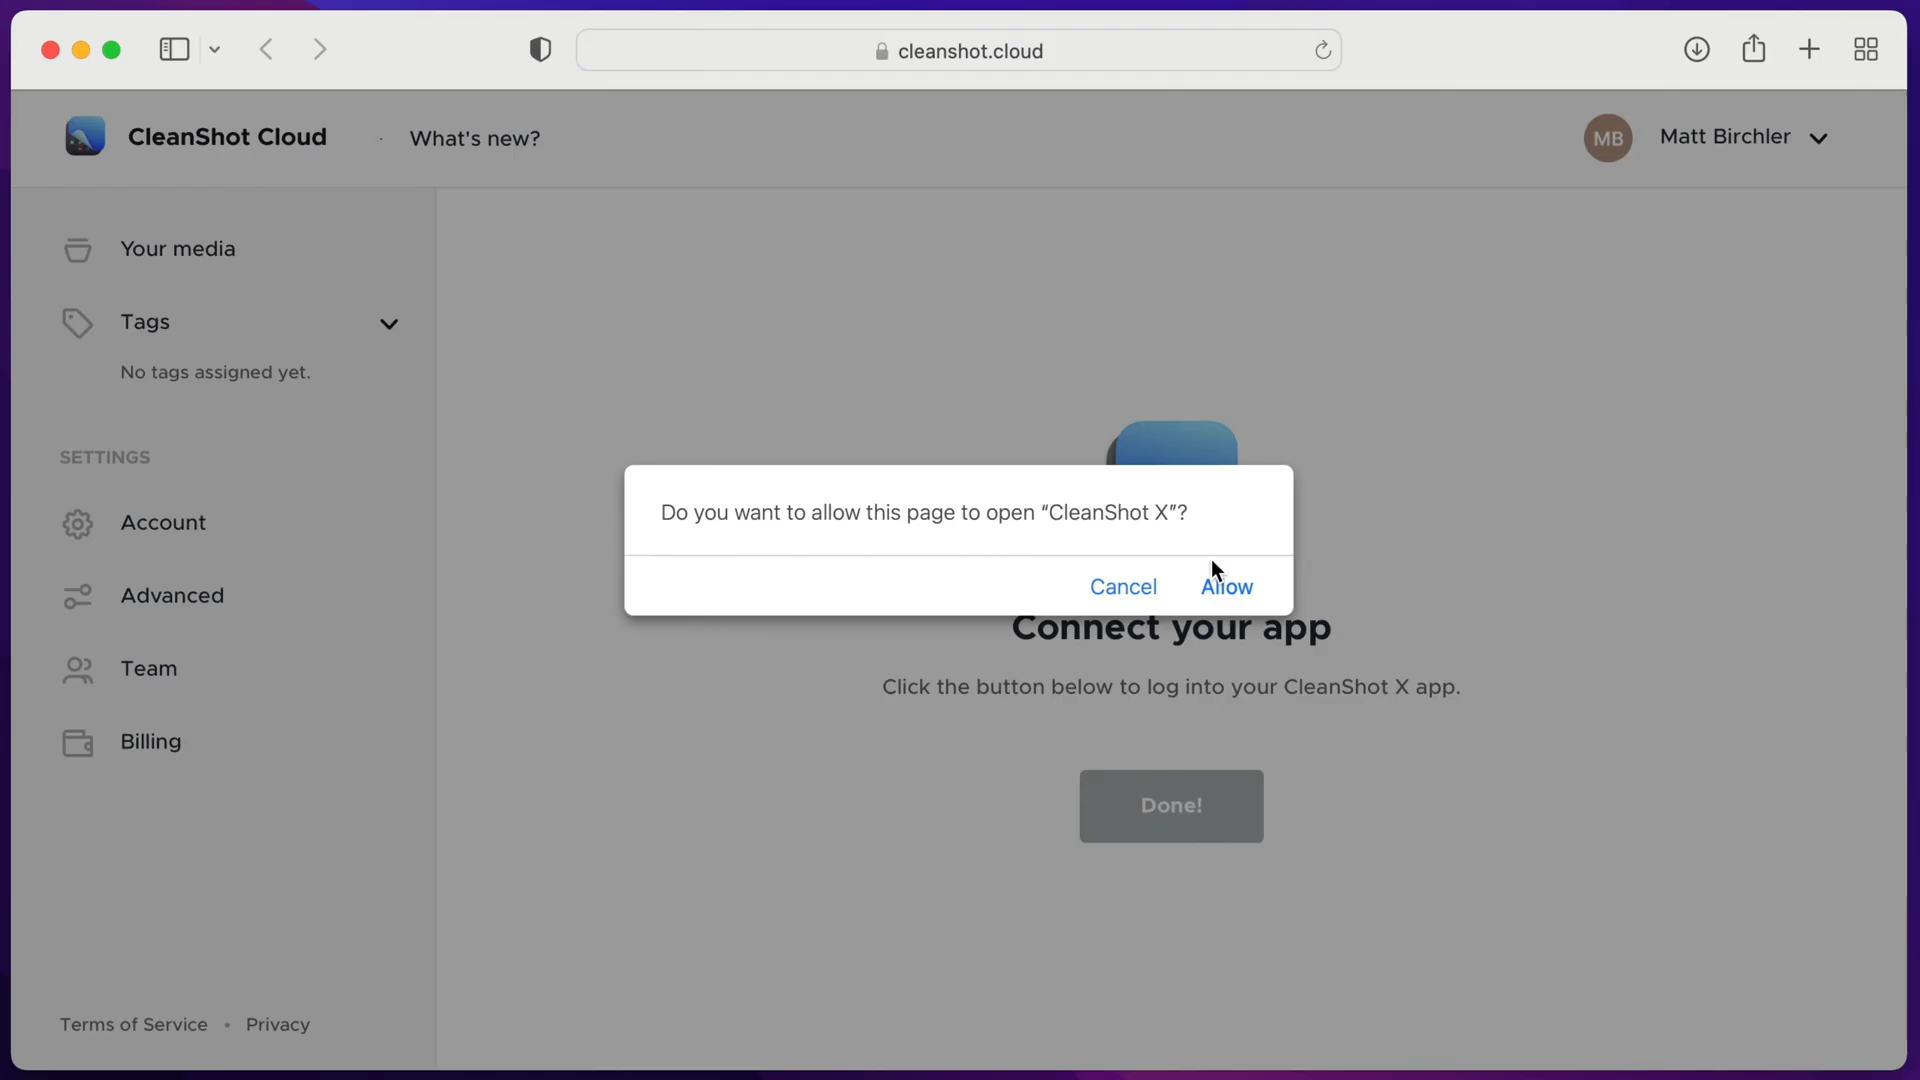 cleanshot.cloud
CleanShot Cloud · What's new?
MB Matt Birchler
Your media
Tags
No tags assigned yet.
SETTINGS
Account
Advanced
Team
Billing
Terms of Service • Privacy
Do you want to allow this page to open “CleanShot X”?
Cancel Allow
Connect your app
Click the button below to log into your CleanShot X app.
Done!